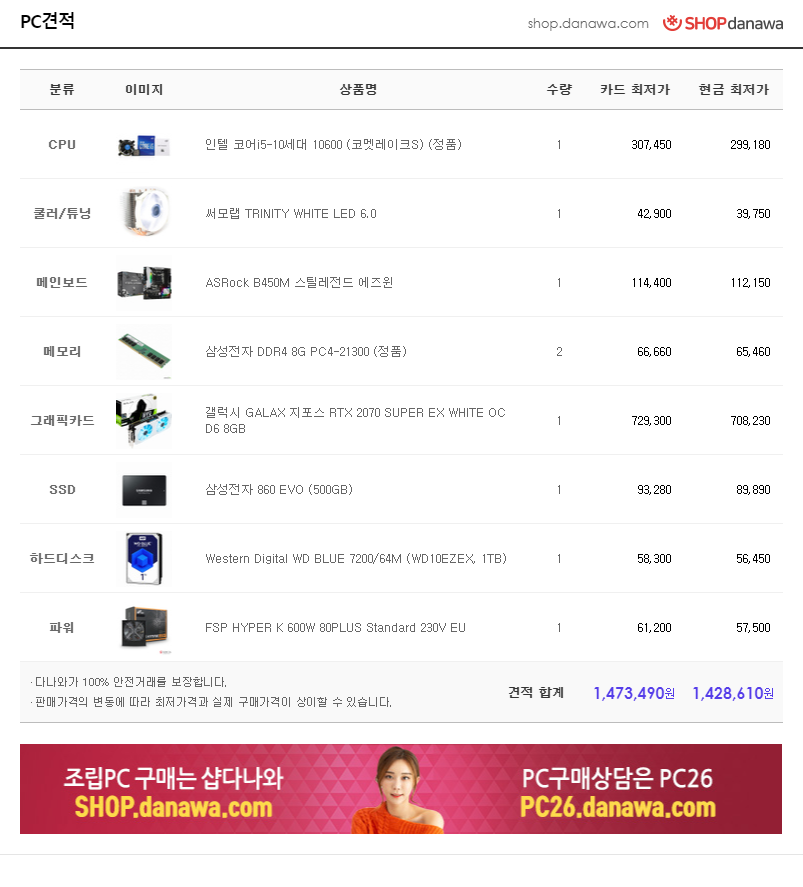 PC견적
shop.danawa.com SHOPdanawa
분류 이미지 상품명 수량 카드 최저가 현금 최저가
CPU 인텔 코어i5-10세대 10600 (코멧레이크S) (정품) 1 307,450 299,180
쿨러/튜닝 써모랩 TRINITY WHITE LED 6.0 1 42,900 39,750
메인보드 ASRock B450M 스틸레전드 에즈윈 1 114,400 112,150
메모리 삼성전자 DDR4 8G PC4-21300 (정품) 2 66,660 65,460
그래픽카드 갤럭시 GALAX 지포스 RTX 2070 SUPER EX WHITE OC
D6 8GB 1 729,300 708,230
SSD 삼성전자 860 EVO (500GB) 1 93,280 89,890
하드디스크 Western Digital WD BLUE 7200/64M (WD10EZEX, 1TB) 1 58,300 56,450
파워 FSP HYPER K 600W 80PLUS Standard 230V EU 1 61,200 57,500
·다나와가 100% 안전거래를 보장합니다.
·판매가격의 변동에 따라 최저가격과 실제 구매가격이 상이할 수 있습니다.
견적 합계 1,473,490원 1,428,610원
조립PC 구매는 샵다나와
SHOP.danawa.com
PC구매상담은 PC26
PC26.danawa.com